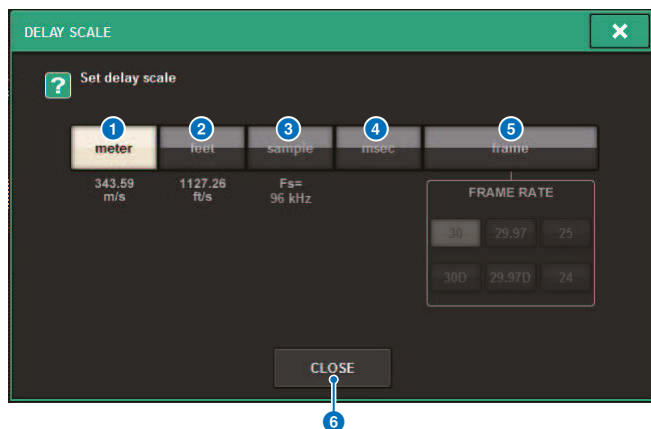 DELAY SCALE
?
Set delay scale
1 2 3 4 5
meter feet sample msec frame
343.59 1127.26 Fs=
m/s ft/s 96 kHz
FRAME RATE
30 29.97 25
30D 29.97D 24
CLOSE
6